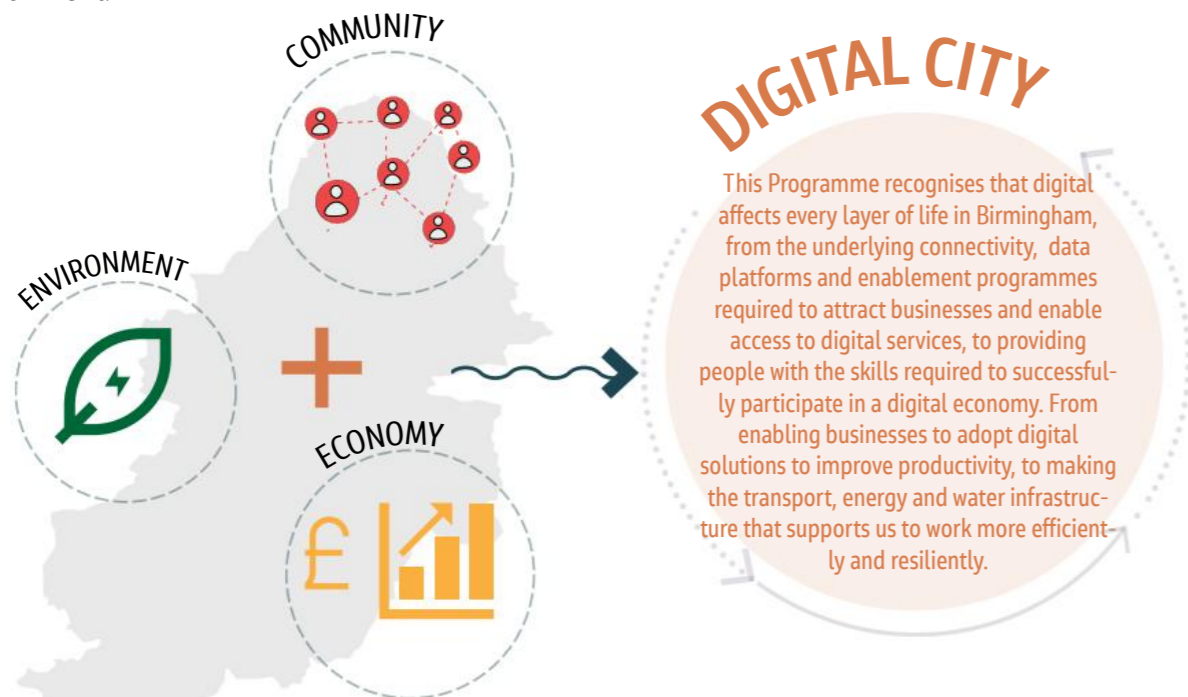 COMMUNITY
ENVIRONMENT
ECONOMY
£
DIGITAL CITY
This Programme recognises that digital
affects every layer of life in Birmingham,
from the underlying connectivity, data
platforms and enablement programmes
required to attract businesses and enable
access to digital services, to providing
people with the skills required to successful-
ly participate in a digital economy. From
enabling businesses to adopt digital
solutions to improve productivity, to making
the transport, energy and water infrastruc-
ture that supports us to work more efficient-
ly and resiliently.